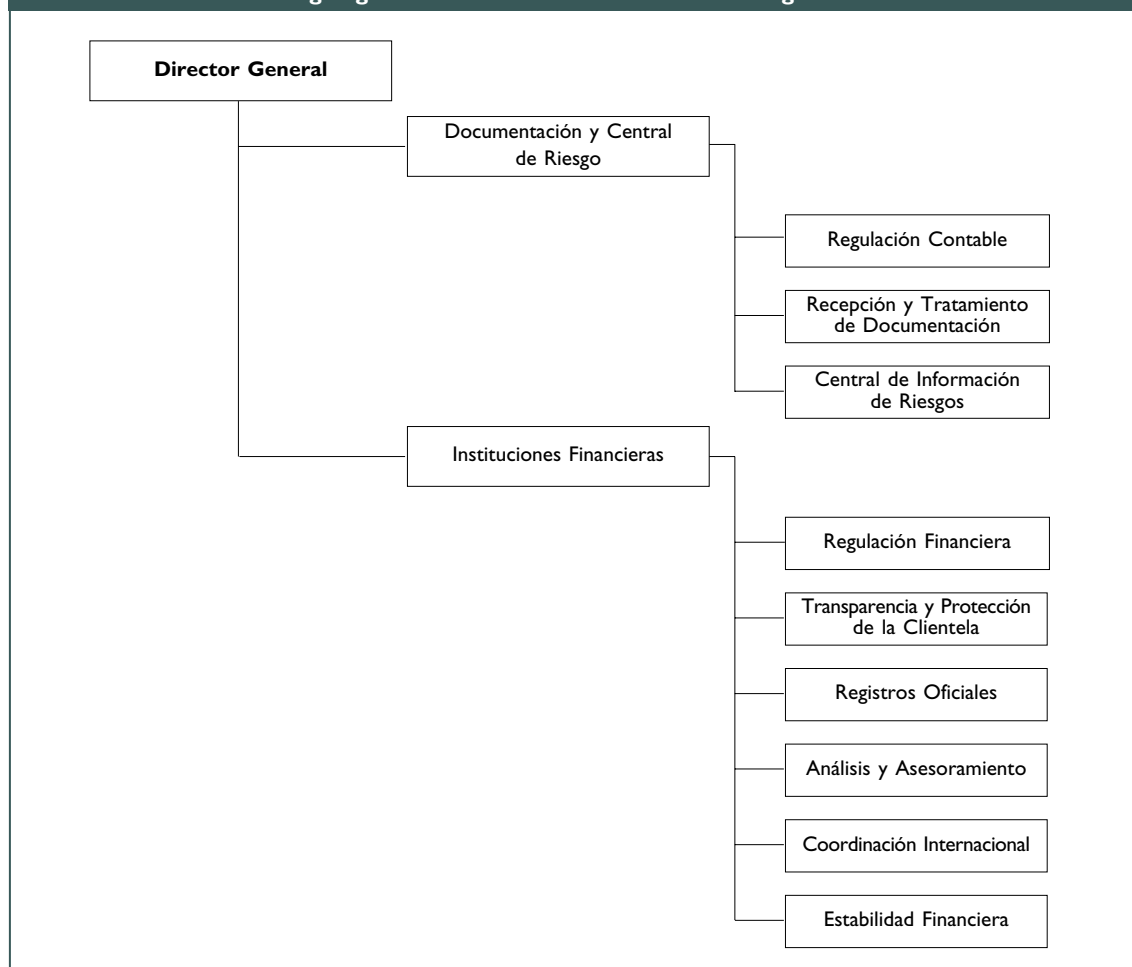 Director General
Documentación y Central
de Riesgo
Regulación Contable
Recepción y Tratamiento
de Documentación
Central de Información
de Riesgos
Instituciones Financieras
Regulación Financiera
Transparencia y Protección
de la Clientela
Registros Oficiales
Análisis y Asesoramiento
Coordinación Internacional
Estabilidad Financiera